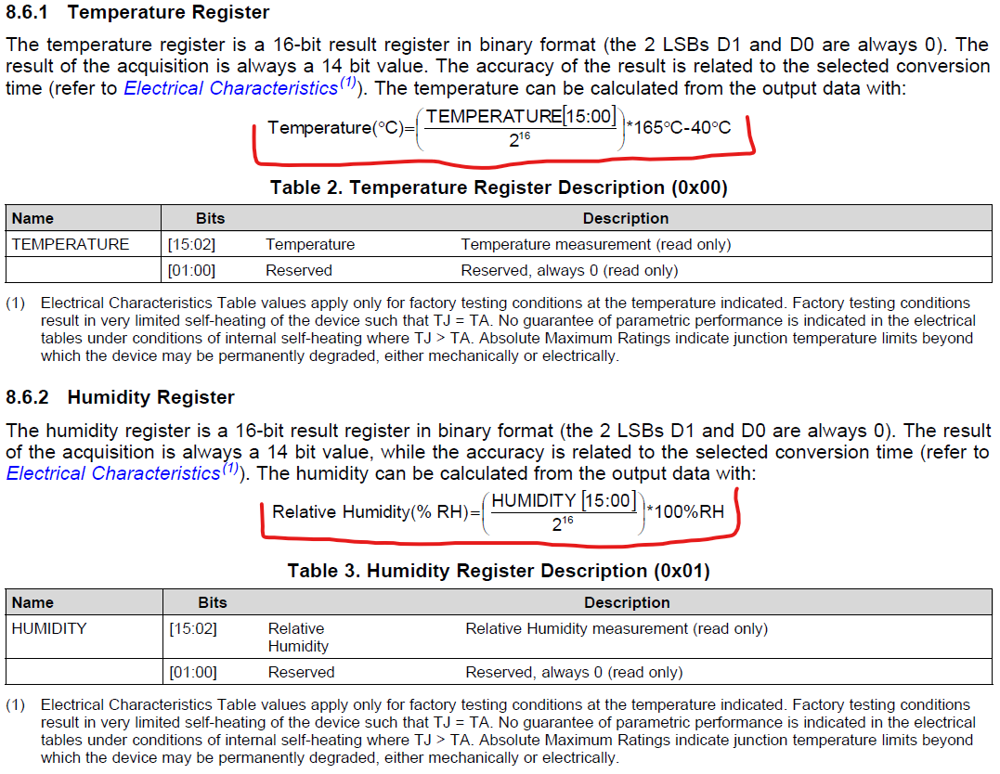 8.6.1 Temperature Register
The temperature register is a 16-bit result register in binary format (the 2 LSBs D1 and D0 are always 0). The
result of the acquisition is always a 14 bit value. The accuracy of the result is related to the selected conversion
time (refer to Electrical Characteristics(1)). The temperature can be calculated from the output data with:
Temperature(°C)=(TEMPERATURE[15:00]/2^16)*165°C-40°C
Table 2. Temperature Register Description (0x00)
Name Bits Description
TEMPERATURE [15:02] Temperature Temperature measurement (read only)
[01:00] Reserved Reserved, always 0 (read only)
(1) Electrical Characteristics Table values apply only for factory testing conditions at the temperature indicated. Factory testing conditions
result in very limited self-heating of the device such that TJ = TA. No guarantee of parametric performance is indicated in the electrical
tables under conditions of internal self-heating where TJ > TA. Absolute Maximum Ratings indicate junction temperature limits beyond
which the device may be permanently degraded, either mechanically or electrically.
8.6.2 Humidity Register
The humidity register is a 16-bit result register in binary format (the 2 LSBs D1 and D0 are always 0). The result
of the acquisition is always a 14 bit value, while the accuracy is related to the selected conversion time (refer to
Electrical Characteristics(1)). The humidity can be calculated from the output data with:
Relative Humidity(% RH)=(HUMIDITY [15:00]/2^16)*100%RH
Table 3. Humidity Register Description (0x01)
Name Bits Description
HUMIDITY [15:02] Relative Relative Humidity measurement (read only)
Humidity
[01:00] Reserved Reserved, always 0 (read only)
(1) Electrical Characteristics Table values apply only for factory testing conditions at the temperature indicated. Factory testing conditions
result in very limited self-heating of the device such that TJ = TA. No guarantee of parametric performance is indicated in the electrical
tables under conditions of internal self-heating where TJ > TA. Absolute Maximum Ratings indicate junction temperature limits beyond
which the device may be permanently degraded, either mechanically or electrically.